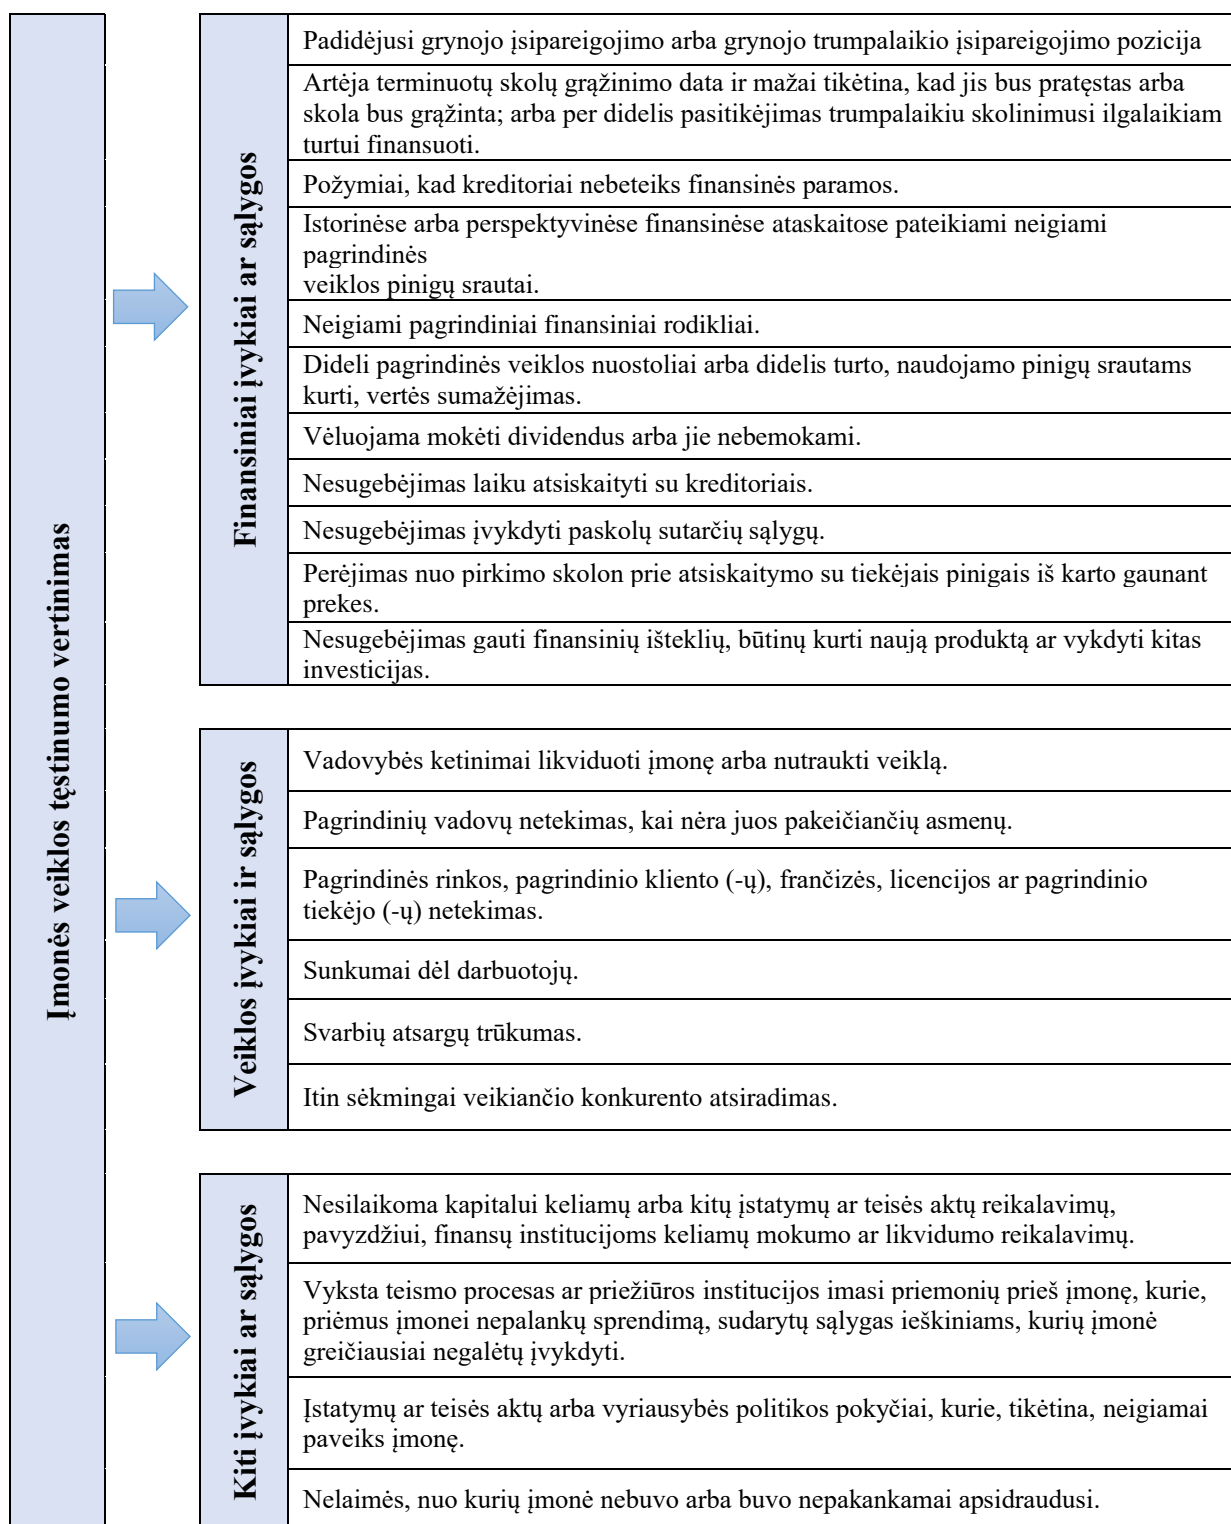 Įmonės veiklos tęstinumo vertinimas
Finansiniai įvykiai ar sąlygos
Padidėjusi grynojo įsipareigojimo arba grynojo trumpalaikio įsipareigojimo pozicija
Artėja terminuotų skolų grąžinimo data ir mažai tikėtina, kad jis bus pratęstas arba
skola bus grąžinta; arba per didelis pasitikėjimas trumpalaikiu skolinimusi ilgalaikiam
turtui finansuoti.
Požymiai, kad kreditoriai nebeteiks finansinės paramos.
Istorinėse arba perspektyvinėse finansinėse ataskaitose pateikiami neigiami
pagrindinės
veiklos pinigų srautai.
Neigiami pagrindiniai finansiniai rodikliai.
Dideli pagrindinės veiklos nuostoliai arba didelis turto, naudojamo pinigų srautams
kurti, vertės sumažėjimas.
Vėluojama mokėti dividendus arba jie nebemokami.
Nesugebėjimas laiku atsiskaityti su kreditoriais.
Nesugebėjimas įvykdyti paskolų sutarčių sąlygų.
Perėjimas nuo pirkimo skolon prie atsiskaitymo su tiekėjais pinigais iš karto gaunant
prekes.
Nesugebėjimas gauti finansinių išteklių, būtinų kurti naują produktą ar vykdyti kitas
investicijas.
Veiklos įvykiai ir sąlygos
Vadovybės ketinimai likviduoti įmonę arba nutraukti veiklą.
Pagrindinių vadovų netekimas, kai nėra juos pakeičiančių asmenų.
Pagrindinės rinkos, pagrindinio kliento (-ų), frančizės, licencijos ar pagrindinio
tiekėjo (-ų) netekimas.
Sunkumai dėl darbuotojų.
Svarbių atsargų trūkumas.
Itin sėkmingai veikiančio konkurento atsiradimas.
Kiti įvykiai ar sąlygos
Nesilaikoma kapitalui keliamų arba kitų įstatymų ar teisės aktų reikalavimų,
pavyzdžiui, finansų institucijoms keliamų mokumo ar likvidumo reikalavimų.
Vyksta teismo procesas ar priežiūros institucijos imasi priemonių prieš įmonę, kurie,
priėmus įmonei nepalankų sprendimą, sudarytų sąlygas ieškiniams, kurių įmonė
greičiausiai negalėtų įvykdyti.
Įstatymų ar teisės aktų arba vyriausybės politikos pokyčiai, kurie, tikėtina, neigiamai
paveiks įmonę.
Nelaimės, nuo kurių įmonė nebuvo arba buvo nepakankamai apsidraudusi.